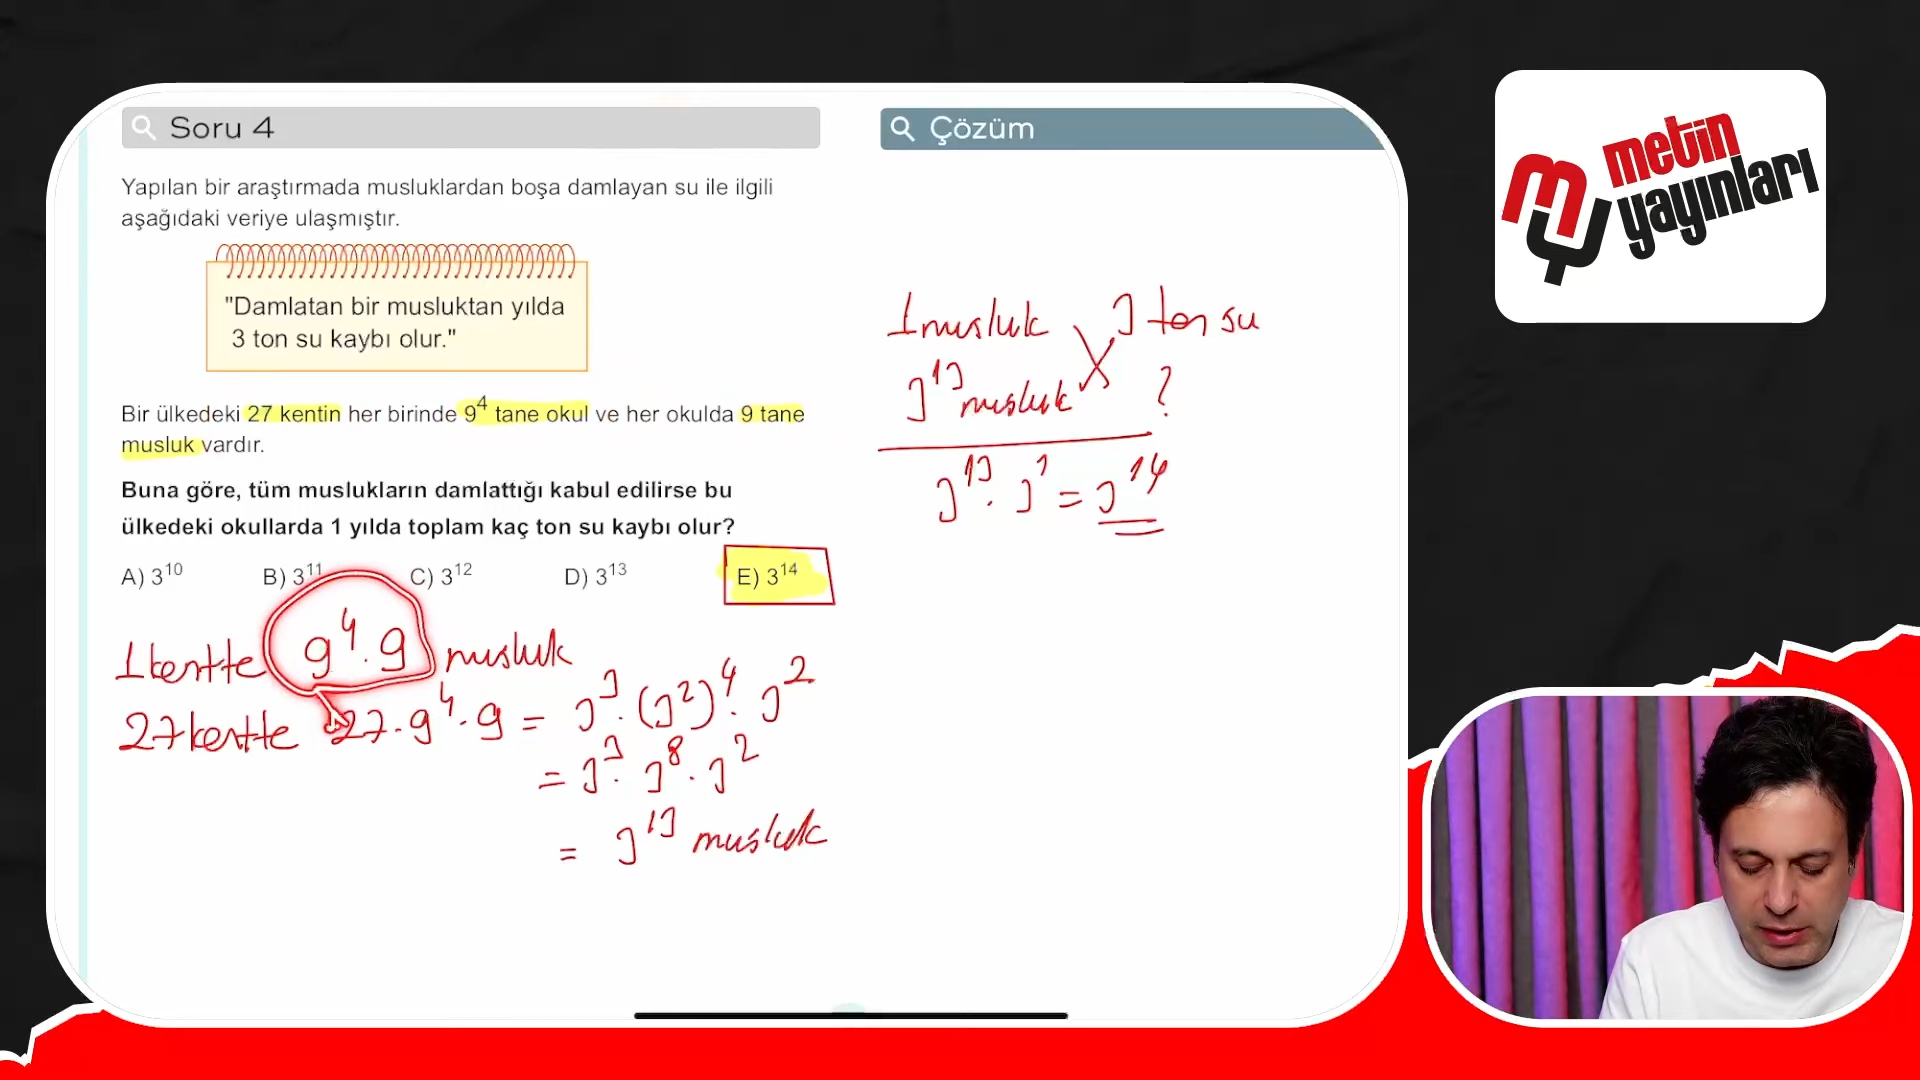 Soru 4
Yapılan bir araştırmada musluklardan boşa damlayan su ile ilgili
aşağıdaki veriye ulaşmıştır.
"Damlatan bir musluktan yılda
3 ton su kaybı olur."
Bir ülkedeki 27 kentin her birinde 9⁴ tane okul ve her okulda 9 tane
musluk vardır.
Buna göre, tüm muslukların damlattığı kabul edilirse bu
ülkedeki okullarda 1 yılda toplam kaç ton su kaybı olur?
A) 3¹⁰ B) 3¹¹ C) 3¹² D) 3¹³ E) 3¹⁴
1 kentte 9⁴ · 9 musluk
27 kentte 27 · 9⁴ · 9 = 3³ · (3²)⁴ · 3²
= 3³ · 3⁸ · 3²
= 3¹³ musluk
Çözüm
1 musluk 3 ton su
3¹³ musluk ?
3¹³ · 3¹ = 3¹⁴
metin
yayınları